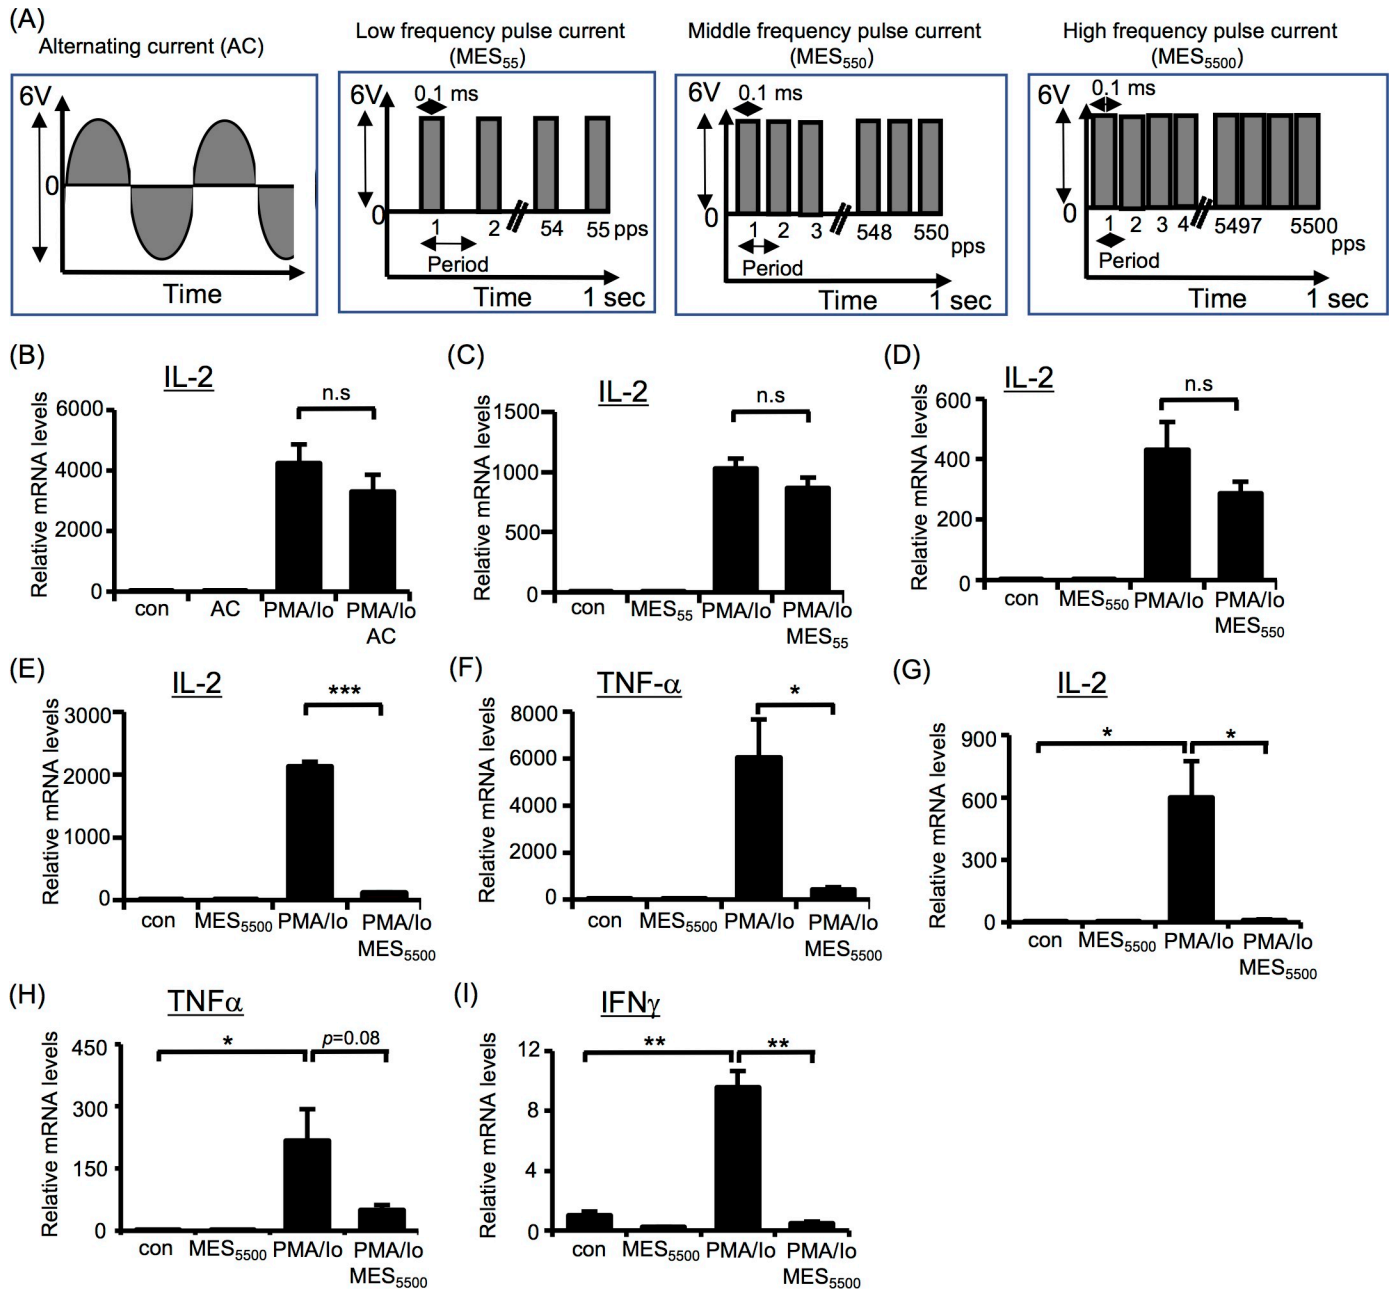 (A)
Alternating current (AC)
6V
0
Time
Low frequency pulse current
(MES55)
6V
0.1 ms
0
1 2 54 55 pps
Period
Time 1 sec
Middle frequency pulse current
(MES550)
6V
0.1 ms
0
1 2 3 548 550
pps
Period
Time 1 sec
High frequency pulse current
(MES5500)
6V
0.1 ms
0
1 2 3 4 5497 5500
pps
Period
Time 1 sec
(B)
IL-2
Relative mRNA levels
6000
4000
2000
0
n.s
con AC PMA/Io PMA/Io
AC
(C)
IL-2
Relative mRNA levels
1500
1000
500
0
n.s
con MES55 PMA/Io PMA/Io
MES55
(D)
IL-2
Relative mRNA levels
600
400
200
0
n.s
con MES550 PMA/Io PMA/Io
MES550
(E)
IL-2
Relative mRNA levels
3000
2000
1000
0
***
con MES5500 PMA/Io PMA/Io
MES5500
(F)
TNF-α
Relative mRNA levels
8000
6000
4000
2000
0
*
con MES5500 PMA/Io PMA/Io
MES5500
(G)
IL-2
Relative mRNA levels
900
600
300
0
* *
con MES5500 PMA/Io PMA/Io
MES5500
(H)
TNFα
Relative mRNA levels
450
300
150
0
* p=0.08
con MES5500 PMA/Io PMA/Io
MES5500
(I)
IFNγ
Relative mRNA levels
12
8
4
0
** **
con MES5500 PMA/Io PMA/Io
MES5500